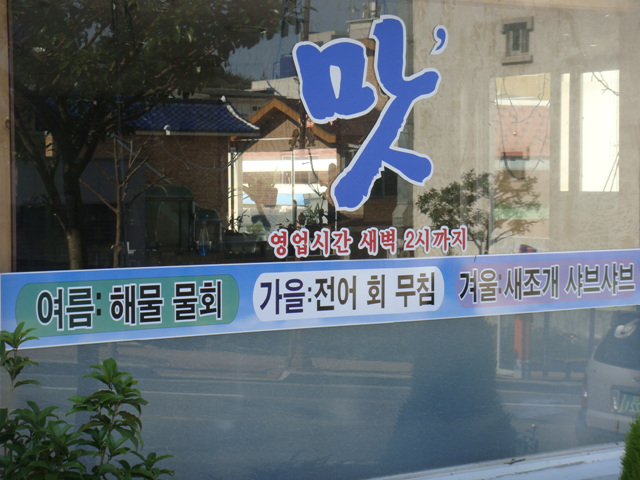 맛'
영업시간 새벽 2시까지
여름: 해물 물회 가을:전어 회 무침 겨울:새조개 샤브샤브